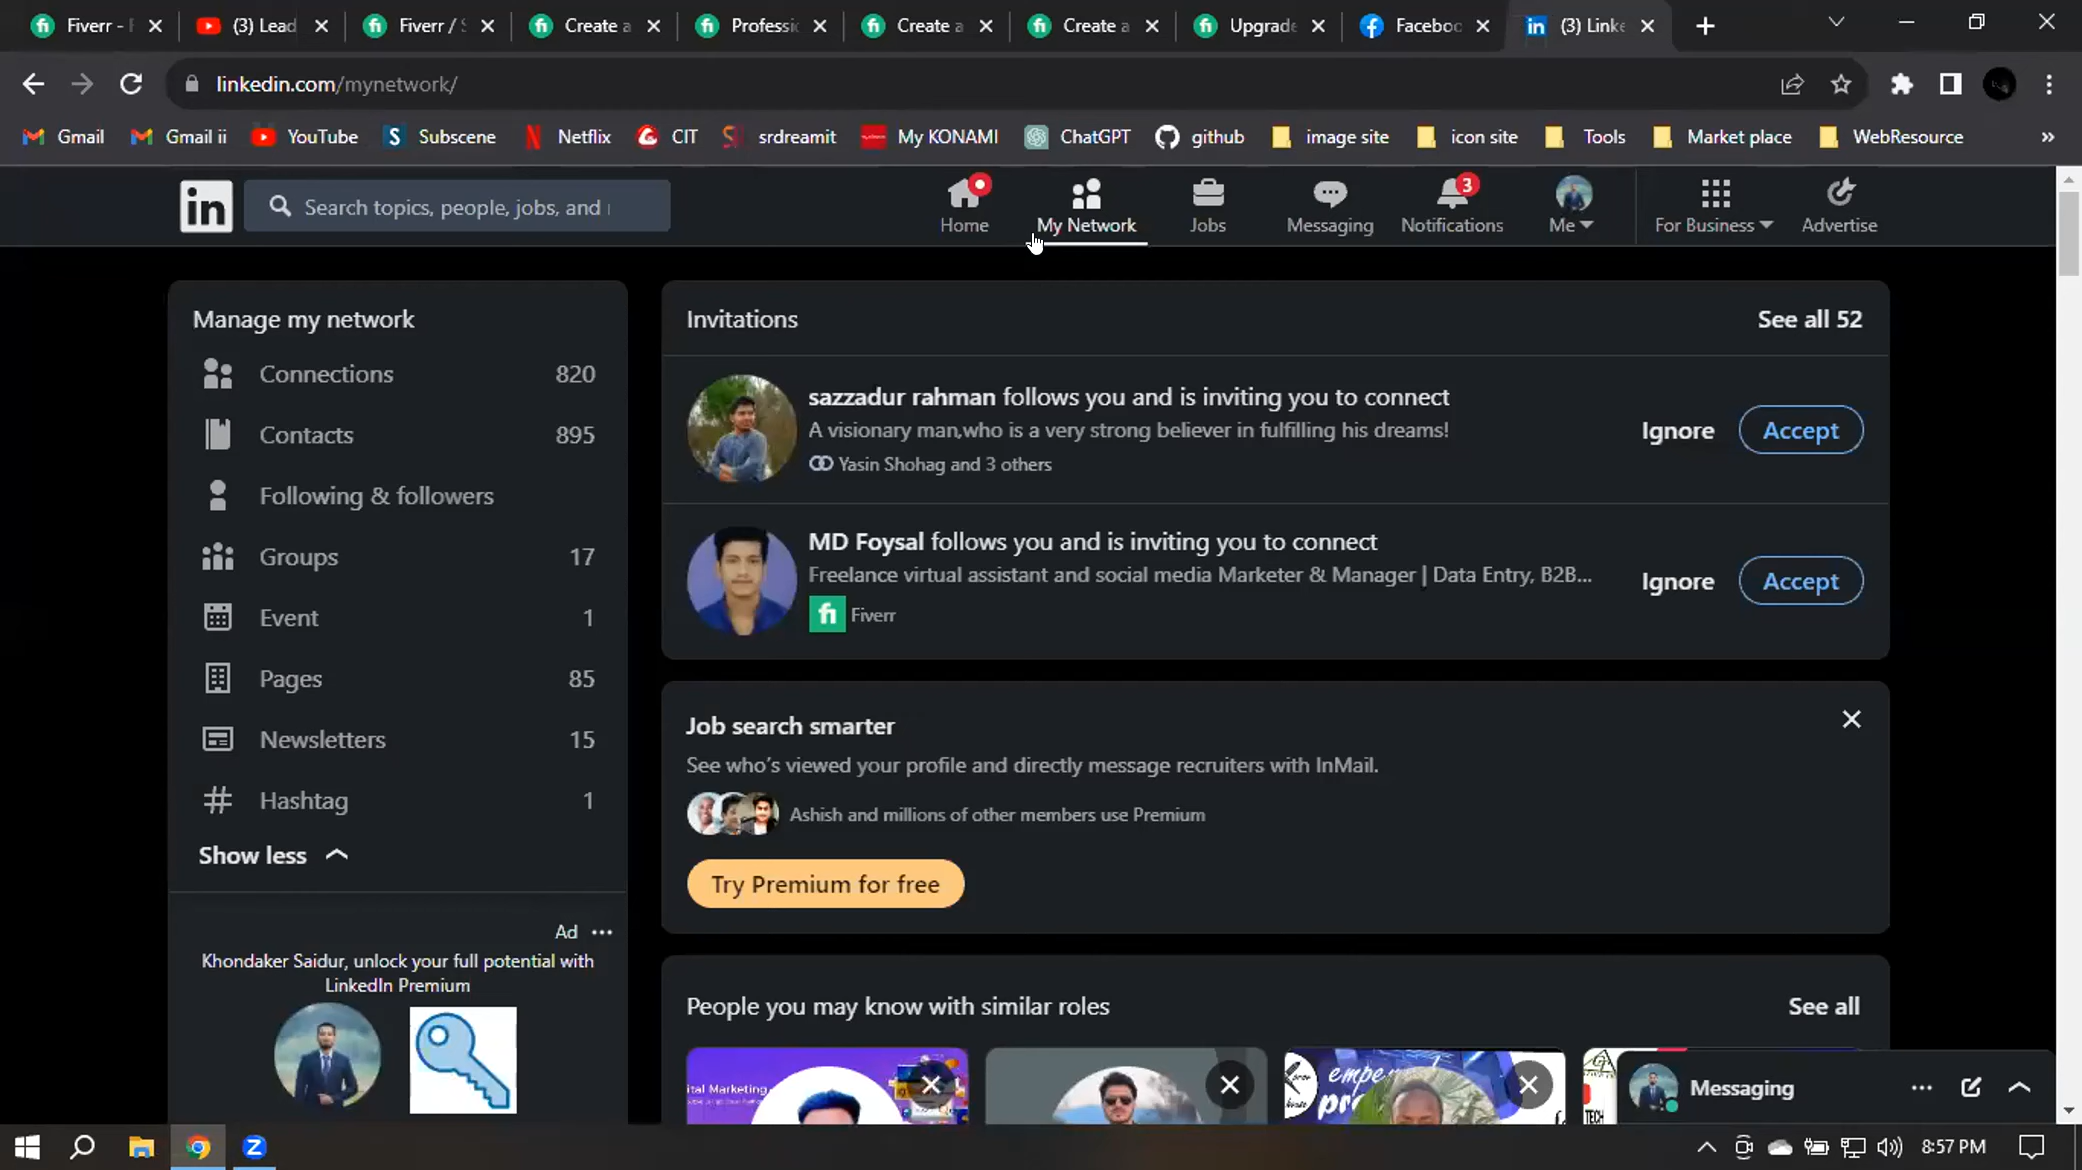 Fiverr - F
(3) Lead
Fiverr / S
Create a
Professi
Create a
Create a
Upgrade
Faceboo
(3) Linke
linkedin.com/mynetwork/
Gmail
Gmail ii
YouTube
Subscene
Netflix
CIT
srdreamit
My KONAMI
ChatGPT
github
image site
icon site
Tools
Market place
WebResource
in
Search topics, people, jobs, and
Home
My Network
Jobs
Messaging
3
Notifications
Me
For Business
Advertise
Manage my network
Connections 820
Contacts 895
Following & followers
Groups 17
Event 1
Pages 85
Newsletters 15
Hashtag 1
Show less
Ad
Khondaker Saidur, unlock your full potential with
LinkedIn Premium
Invitations
See all 52
sazzadur rahman follows you and is inviting you to connect
A visionary man,who is a very strong believer in fulfilling his dreams!
Yasin Shohag and 3 others
Ignore
Accept
MD Foysal follows you and is inviting you to connect
Freelance virtual assistant and social media Marketer & Manager | Data Entry, B2B...
fi Fiverr
Ignore
Accept
Job search smarter
See who's viewed your profile and directly message recruiters with InMail.
Ashish and millions of other members use Premium
Try Premium for free
People you may know with similar roles
See all
ital Marketing
TECH
Messaging
8:57 PM